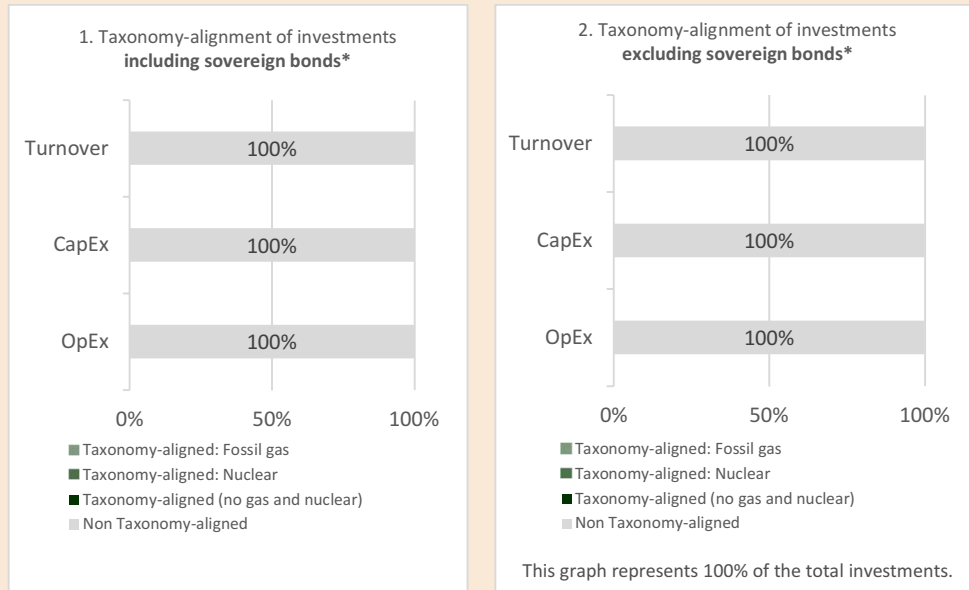 1. Taxonomy-alignment of investments
including sovereign bonds*
Turnover
100%
CapEx
100%
OpEx
100%
0%
50%
100%
Taxonomy-aligned: Fossil gas
Taxonomy-aligned: Nuclear
Taxonomy-aligned (no gas and nuclear)
Non Taxonomy-aligned
2. Taxonomy-alignment of investments
excluding sovereign bonds*
Turnover
100%
CapEx
100%
OpEx
100%
0%
50%
100%
Taxonomy-aligned: Fossil gas
Taxonomy-aligned: Nuclear
Taxonomy-aligned (no gas and nuclear)
Non Taxonomy-aligned
This graph represents 100% of the total investments.